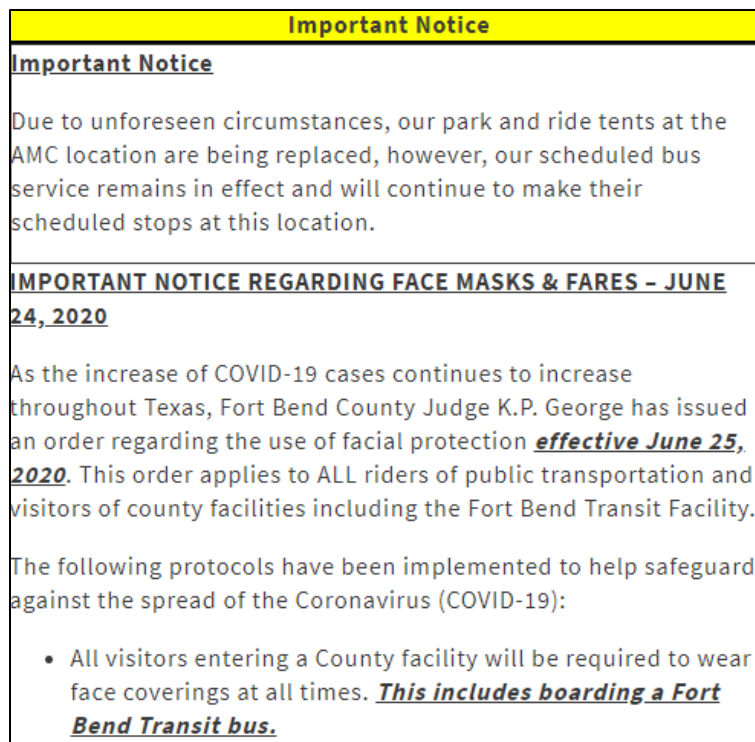 Important Notice
Important Notice
Due to unforeseen circumstances, our park and ride tents at the
AMC location are being replaced, however, our scheduled bus
service remains in effect and will continue to make their
scheduled stops at this location.
IMPORTANT NOTICE REGARDING FACE MASKS & FARES – JUNE
24, 2020
As the increase of COVID-19 cases continues to increase
throughout Texas, Fort Bend County Judge K.P. George has issued
an order regarding the use of facial protection effective June 25,
2020. This order applies to ALL riders of public transportation and
visitors of county facilities including the Fort Bend Transit Facility.
The following protocols have been implemented to help safeguard
against the spread of the Coronavirus (COVID-19):
• All visitors entering a County facility will be required to wear
face coverings at all times. This includes boarding a Fort
Bend Transit bus.